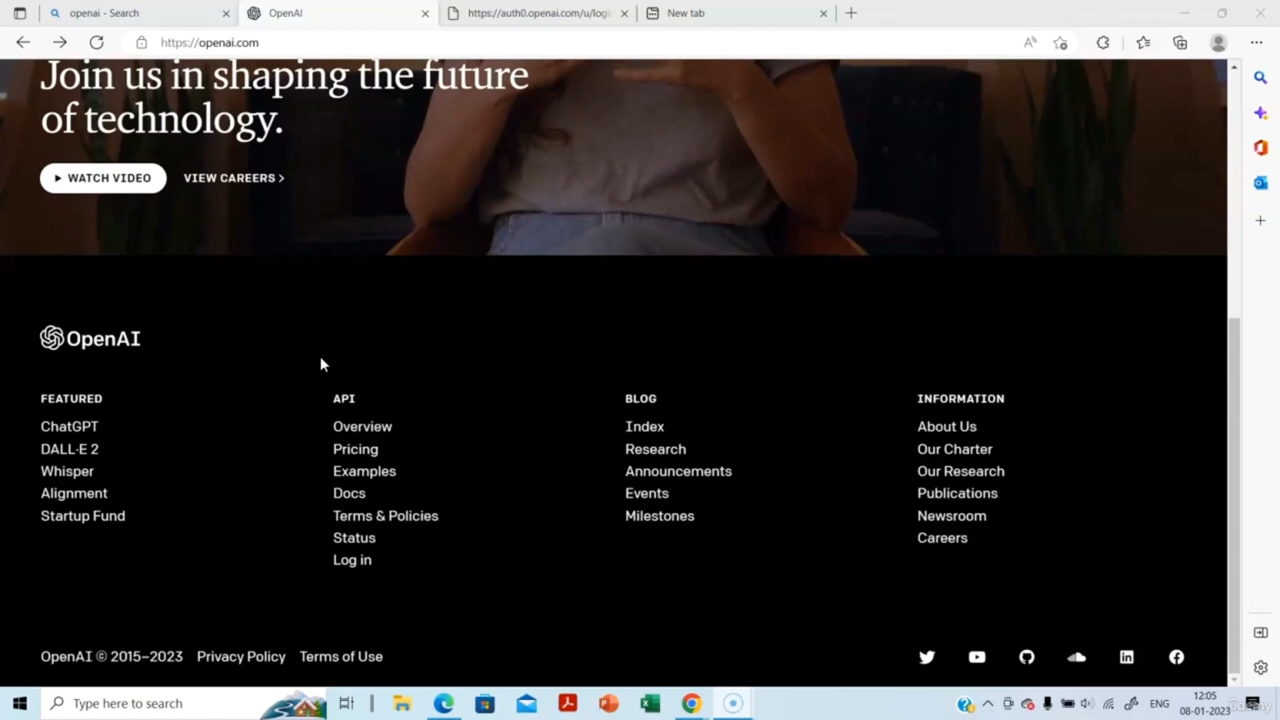 openai - Search
OpenAI
https://auth0.openai.com/u/logi
New tab
https://openai.com
Join us in shaping the future
of technology.
WATCH VIDEO
VIEW CAREERS >
OpenAI
FEATURED
ChatGPT
DALL·E 2
Whisper
Alignment
Startup Fund
API
Overview
Pricing
Examples
Docs
Terms & Policies
Status
Log in
BLOG
Index
Research
Announcements
Events
Milestones
INFORMATION
About Us
Our Charter
Our Research
Publications
Newsroom
Careers
OpenAI © 2015–2023 Privacy Policy Terms of Use
Type here to search
ENG
12:05
08-01-2023